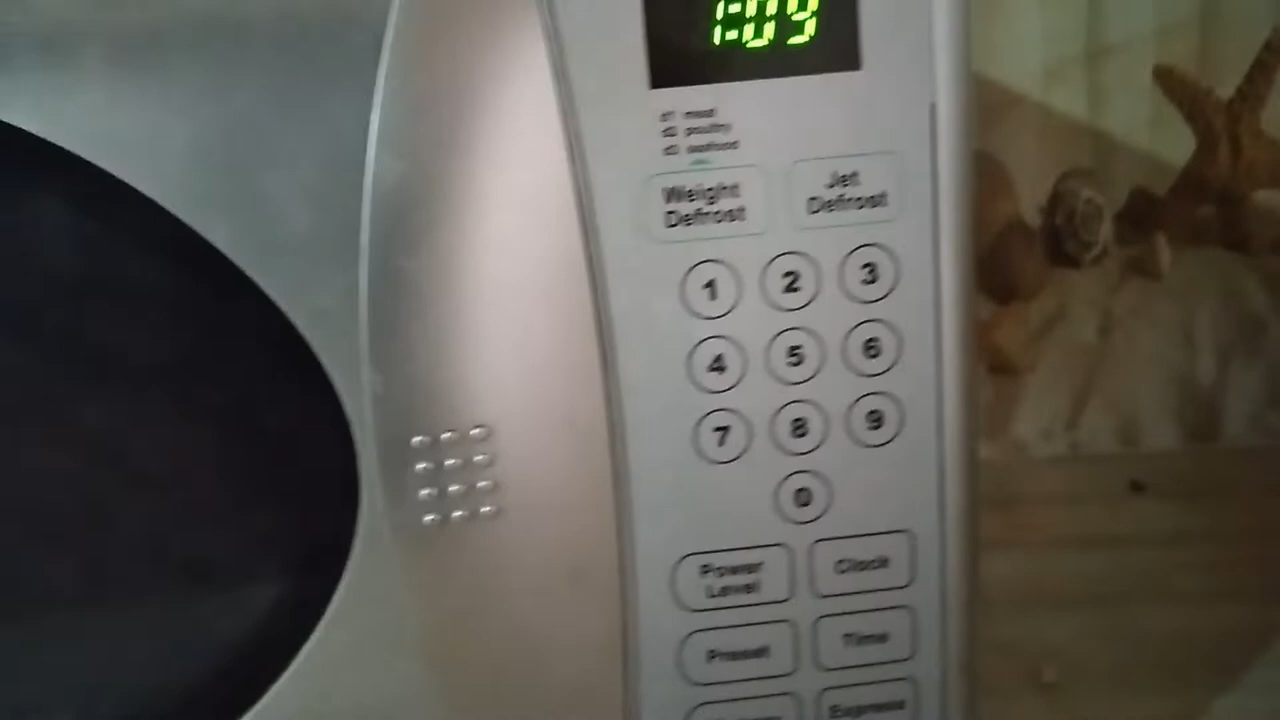 1:09
d1 meat
d2 poultry
d3 seafood
Weight
Defrost
Jet
Defrost
1 2 3
4 5 6
7 8 9
0
Power
Level
Clock
Preset
Time
Express